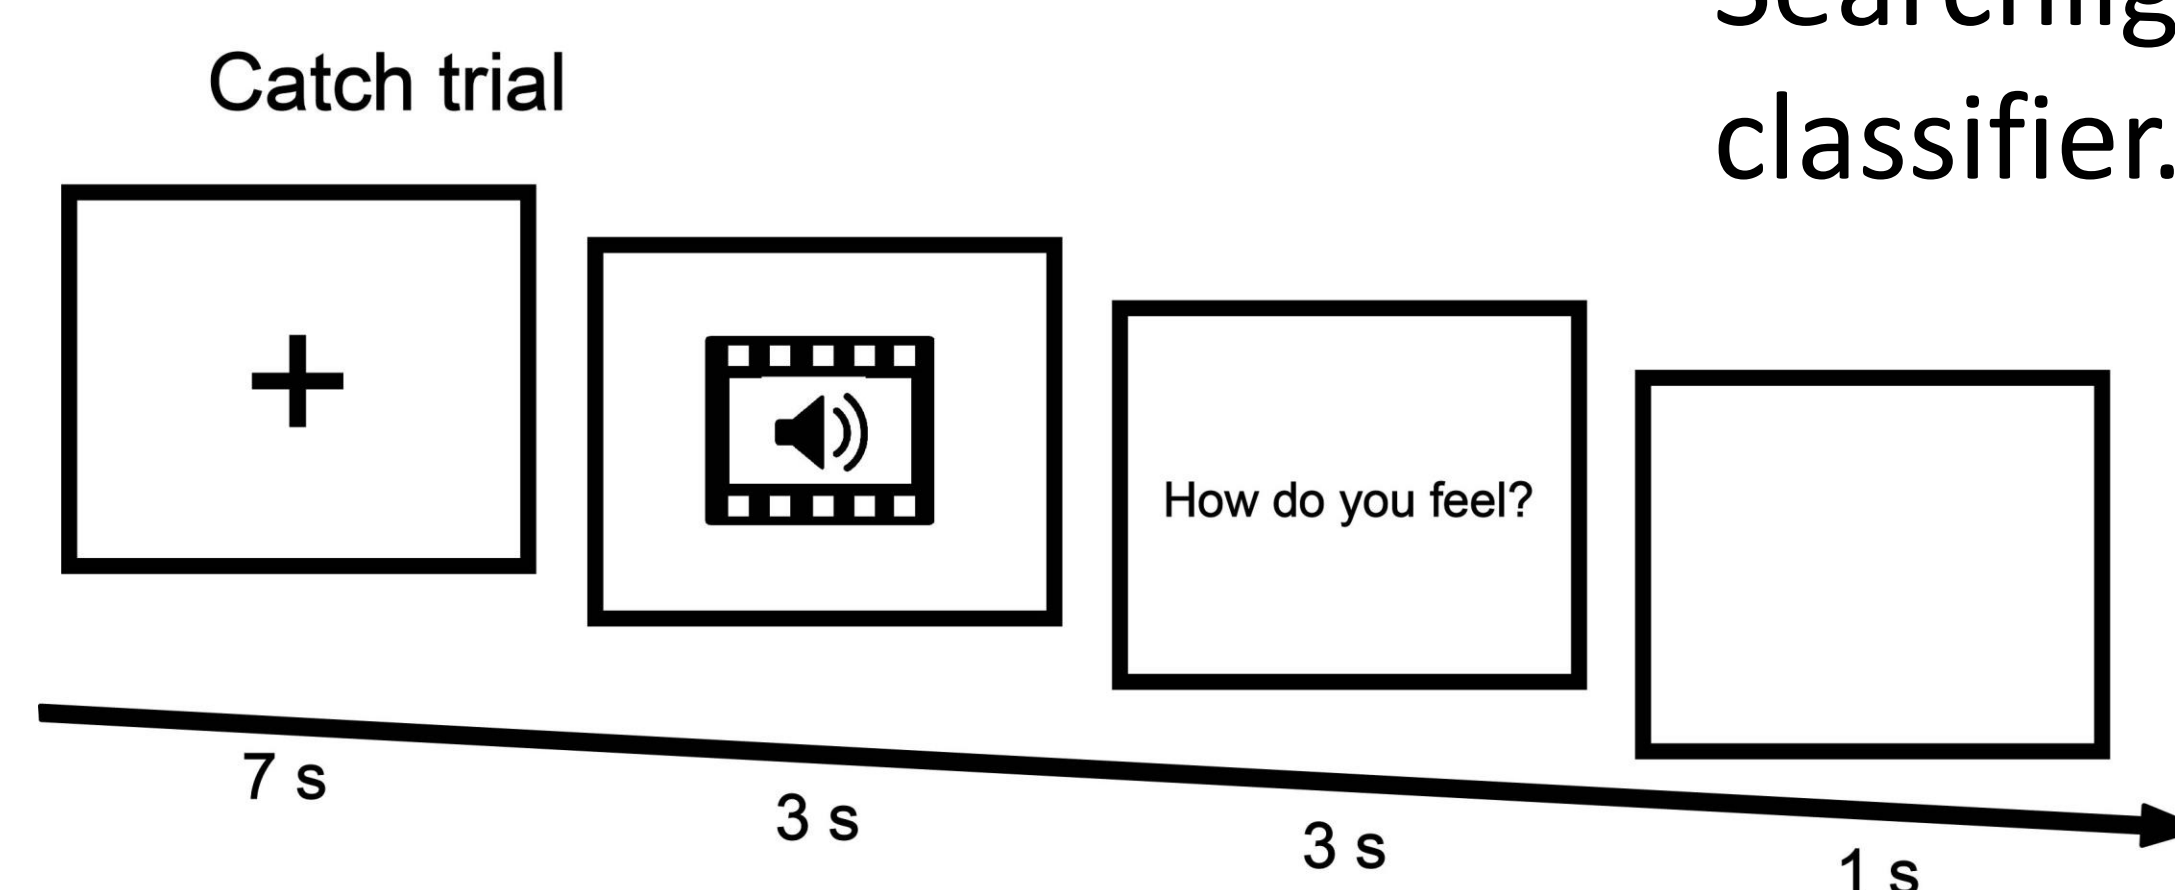 Catch trial
classifier.
How do you feel?
7 s
3 s
3 s
1 s